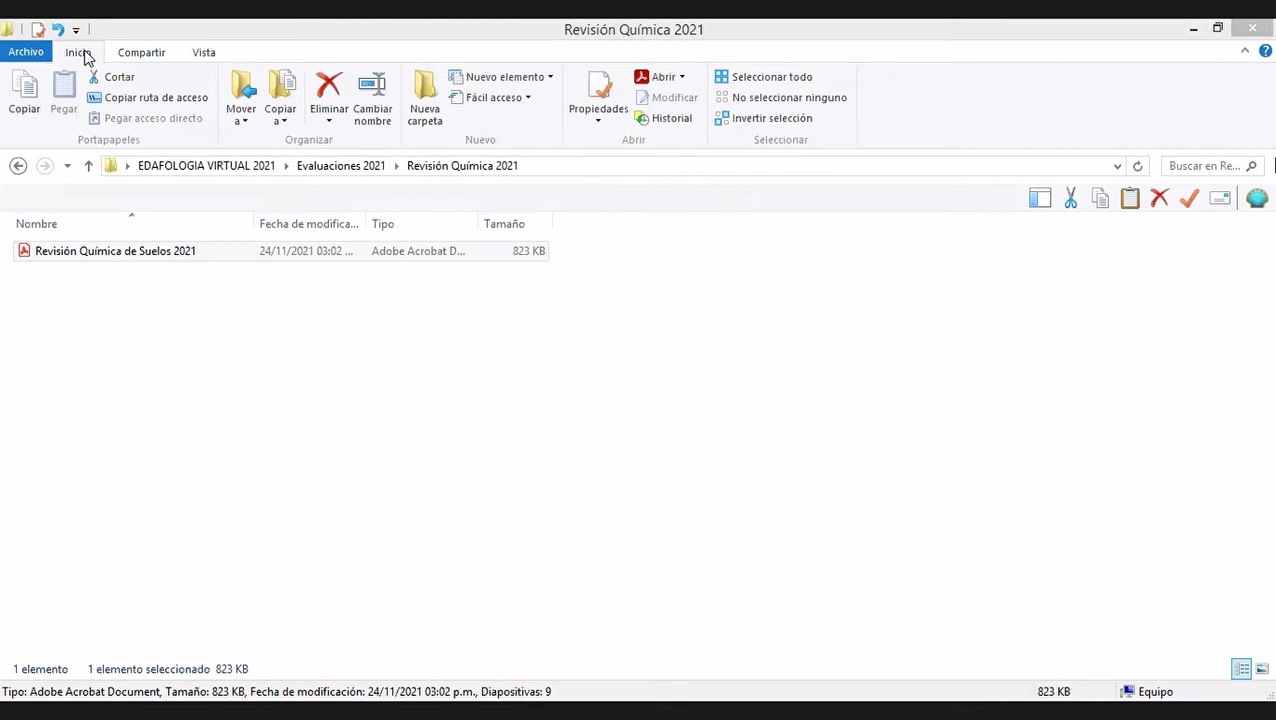 Revisión Química 2021
Archivo Inicio Compartir Vista
Copiar
Pegar
Cortar
Copiar ruta de acceso
Pegar acceso directo
Portapapeles
Mover a
Copiar a
Eliminar
Cambiar nombre
Organizar
Nueva carpeta
Nuevo elemento
Fácil acceso
Nuevo
Propiedades
Abrir
Modificar
Historial
Abrir
Seleccionar todo
No seleccionar ninguno
Invertir selección
Seleccionar
EDAFOLOGIA VIRTUAL 2021 Evaluaciones 2021 Revisión Química 2021
Buscar en Re...
Nombre Fecha de modifica... Tipo Tamaño
Revisión Química de Suelos 2021 24/11/2021 03:02 ... Adobe Acrobat D... 823 KB
1 elemento 1 elemento seleccionado 823 KB
Tipo: Adobe Acrobat Document, Tamaño: 823 KB, Fecha de modificación: 24/11/2021 03:02 p.m., Diapositivas: 9 823 KB Equipo